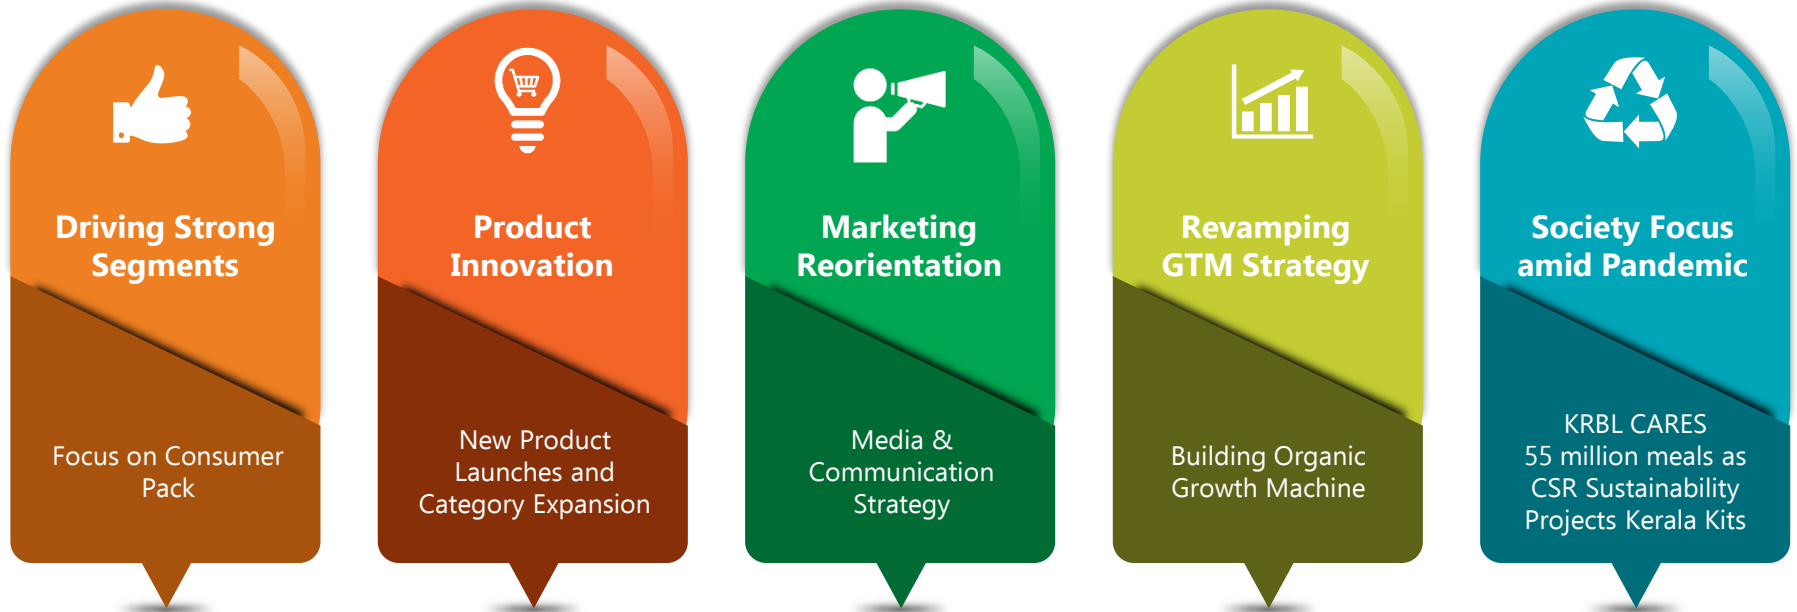 Driving Strong
Segments
Focus on Consumer
Pack
Product
Innovation
New Product
Launches and
Category Expansion
Marketing
Reorientation
Media &
Communication
Strategy
Revamping
GTM Strategy
Building Organic
Growth Machine
Society Focus
amid Pandemic
KRBL CARES
55 million meals as
CSR Sustainability
Projects Kerala Kits